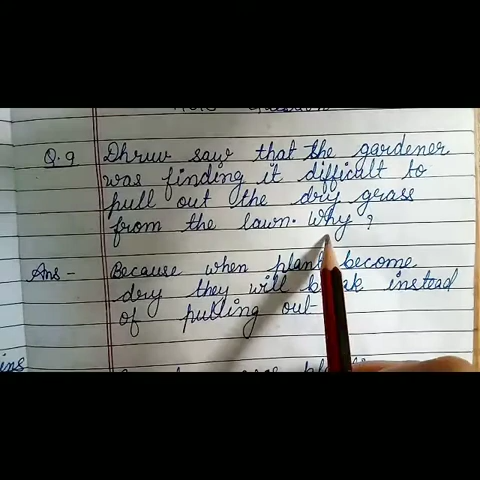 Q.9 Dhruv saw that the gardener
was finding it difficult to
pull out the dry grass
from the lawn. Why?
Ans - Because when plant become
dry they will break instead
of pulling out